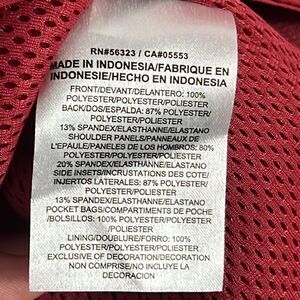 RN#56323 / CA#05553
MADE IN INDONESIA/FABRIQUE EN
INDONESIE/HECHO EN INDONESIA
FRONT/DEVANT/DELANTERO: 100%
POLYESTER/POLYESTER/POLIESTER
BACK/DOS/ESPALDA: 87% POLYESTER/
POLYESTER/POLIESTER
13% SPANDEX/ELASTHANNE/ELASTANO
SHOULDER PANELS/PANNEAUX DE
L'EPAULE/PANELES DE LOS HOMBROS: 80%
POLYESTER/POLYESTER/POLIESTER
20% SPANDEX/ELASTHANNE/ELASTANO
SIDE INSETS/INCRUSTATIONS DES COTE/
INJERTOS LATERALES: 87% POLYESTER/
POLYESTER/POLIESTER
13% SPANDEX/ELASTHANNE/ELASTANO
POCKET BAGS/COMPARTIMENTS DE POCHE
/BOLSILLOS: 100% POLYESTER/
POLYESTER/POLIESTER
LINING/DOUBLURE/FORRO: 100%
POLYESTER/POLYESTER/POLIESTER
EXCLUSIVE OF DECORATION/DECORATION
NON COMPRISE/NO INCLUYE LA
DECORACION